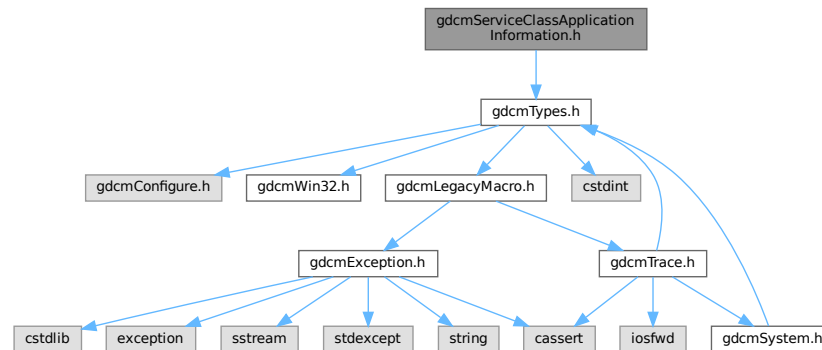 gdcmServiceClassApplication
Information.h
gdcmTypes.h
gdcmConfigure.h
gdcmWin32.h
gdcmLegacyMacro.h
cstdint
gdcmException.h
gdcmTrace.h
cstdlib
exception
sstream
stdexcept
string
cassert
iosfwd
gdcmSystem.h